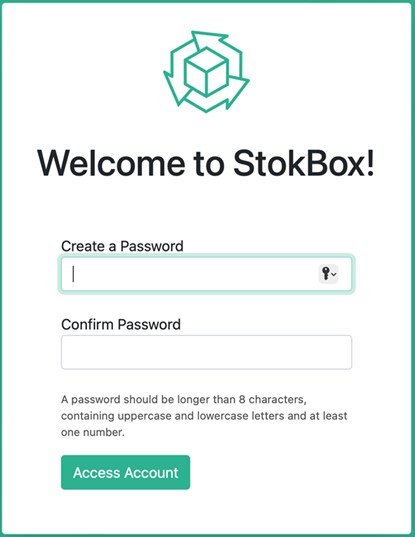 Welcome to StokBox!
Create a Password
Confirm Password
A password should be longer than 8 characters,
containing uppercase and lowercase letters and at least
one number.
Access Account